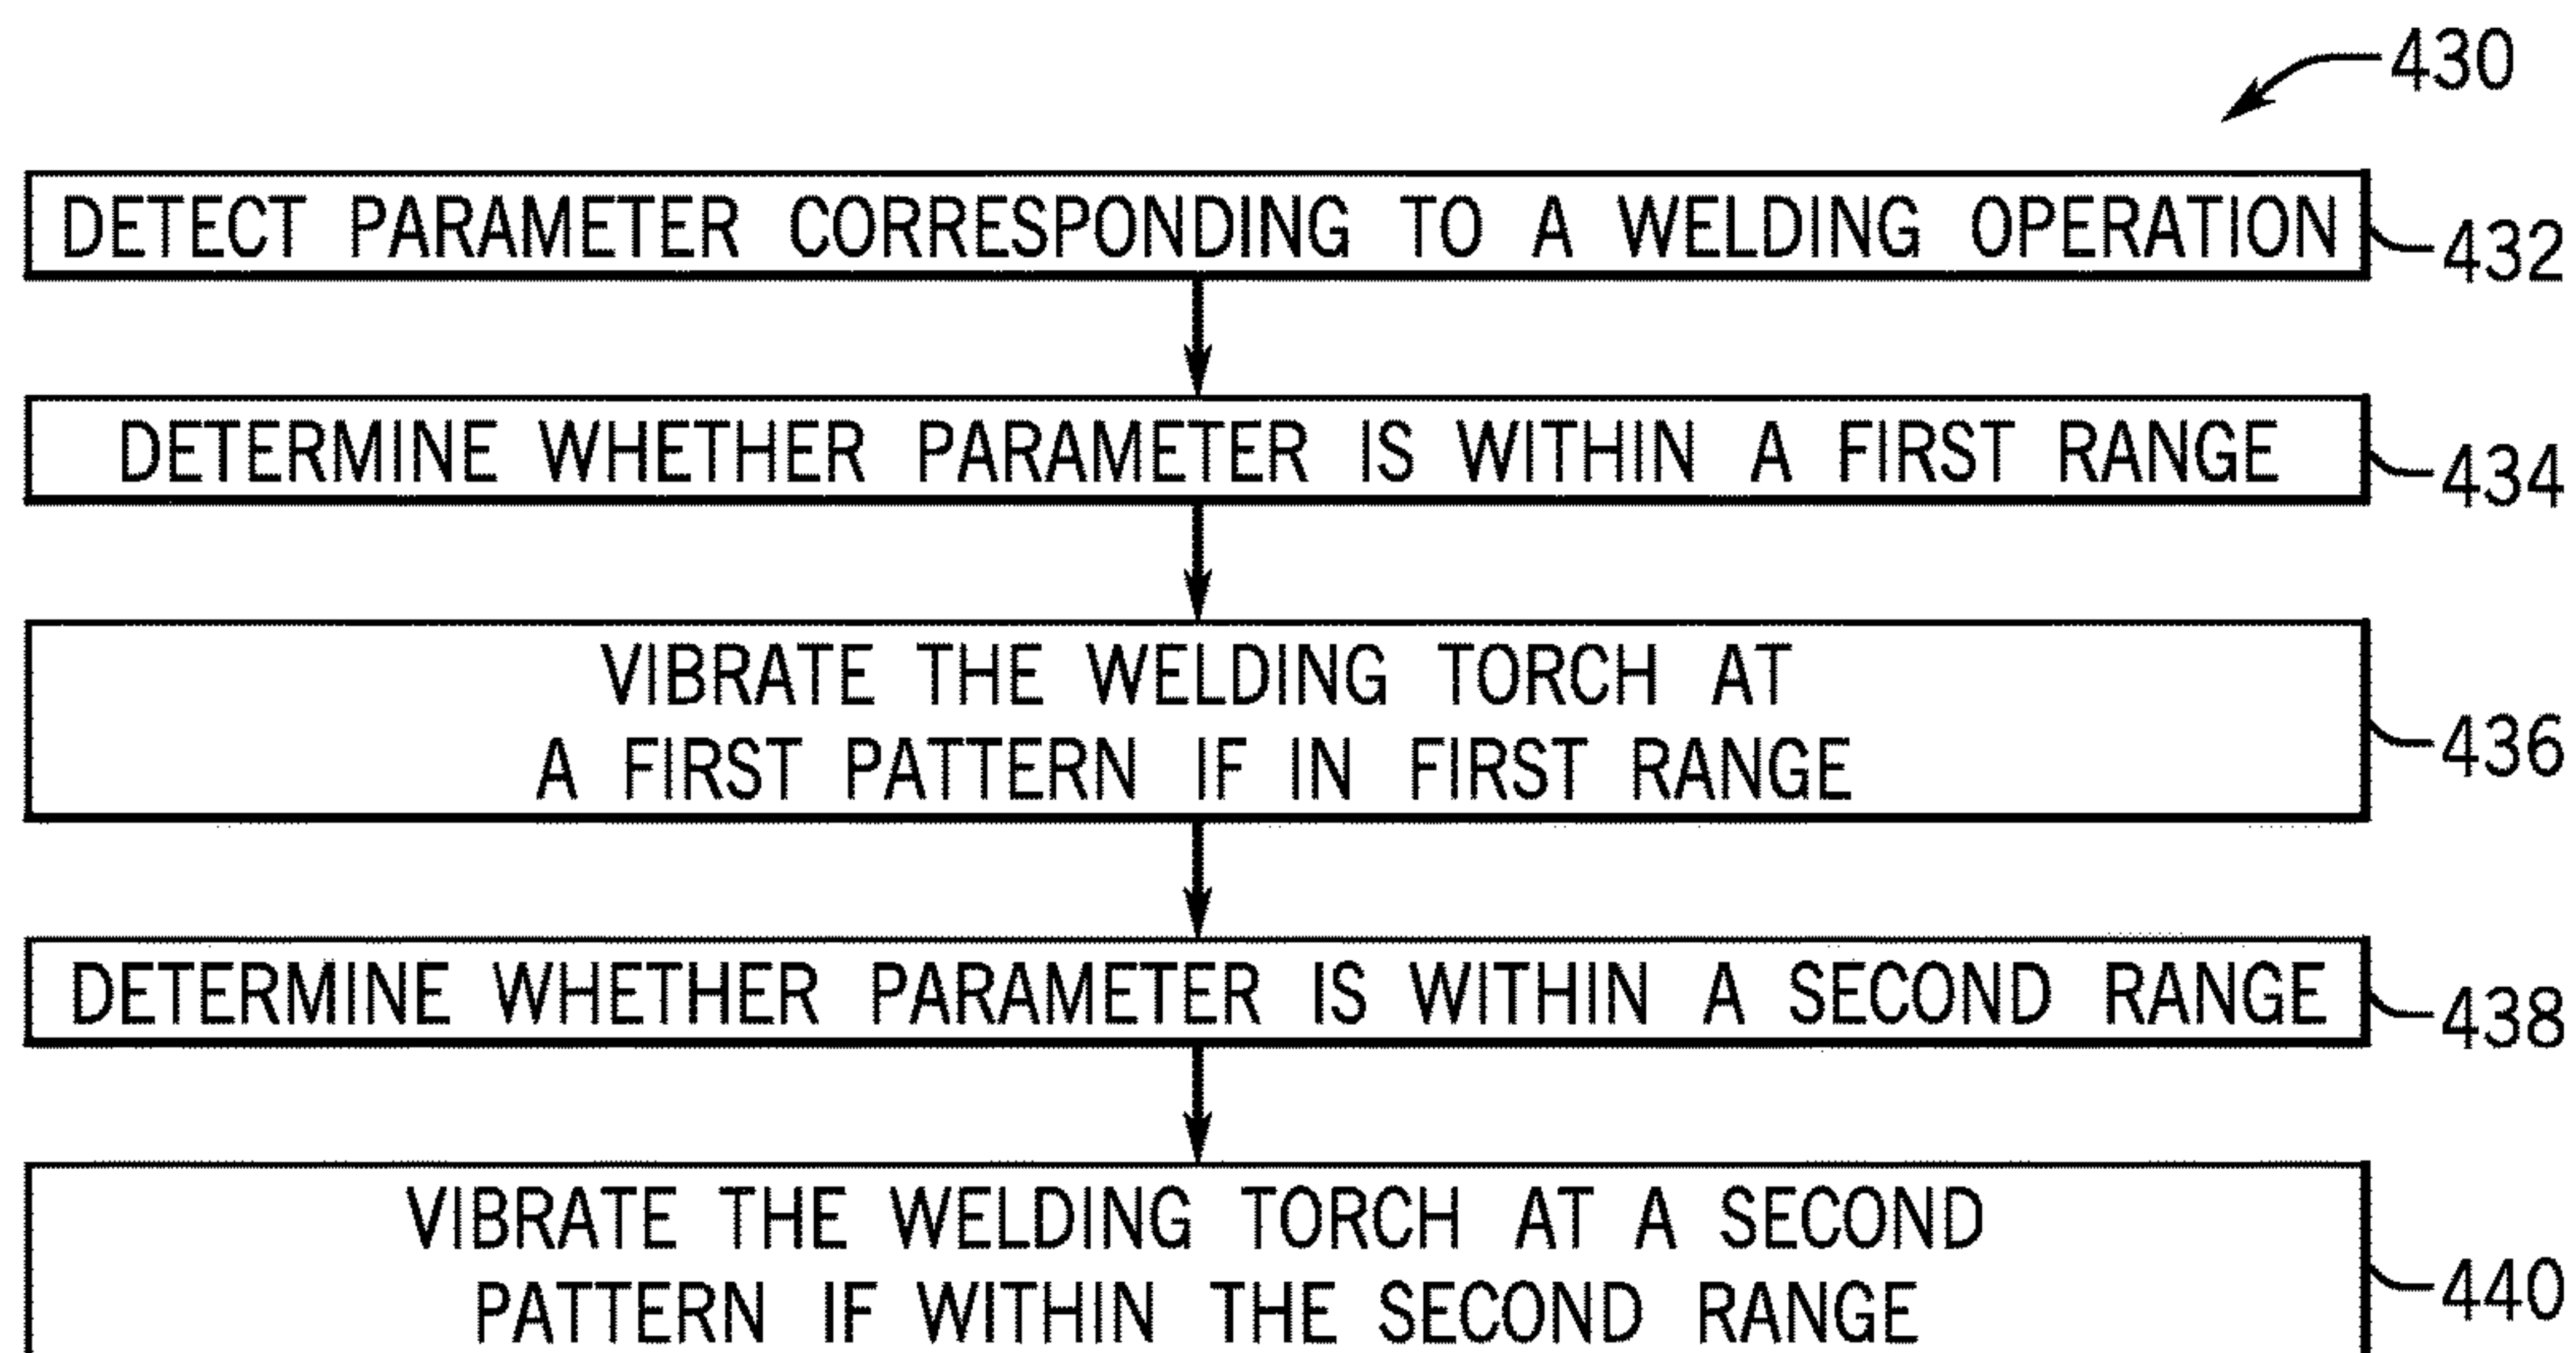 430
DETECT PARAMETER CORRESPONDING TO A WELDING OPERATION
432
DETERMINE WHETHER PARAMETER IS WITHIN A FIRST RANGE
434
VIBRATE THE WELDING TORCH AT
A FIRST PATTERN IF IN FIRST RANGE
436
DETERMINE WHETHER PARAMETER IS WITHIN A SECOND RANGE
438
VIBRATE THE WELDING TORCH AT A SECOND
PATTERN IF WITHIN THE SECOND RANGE
440